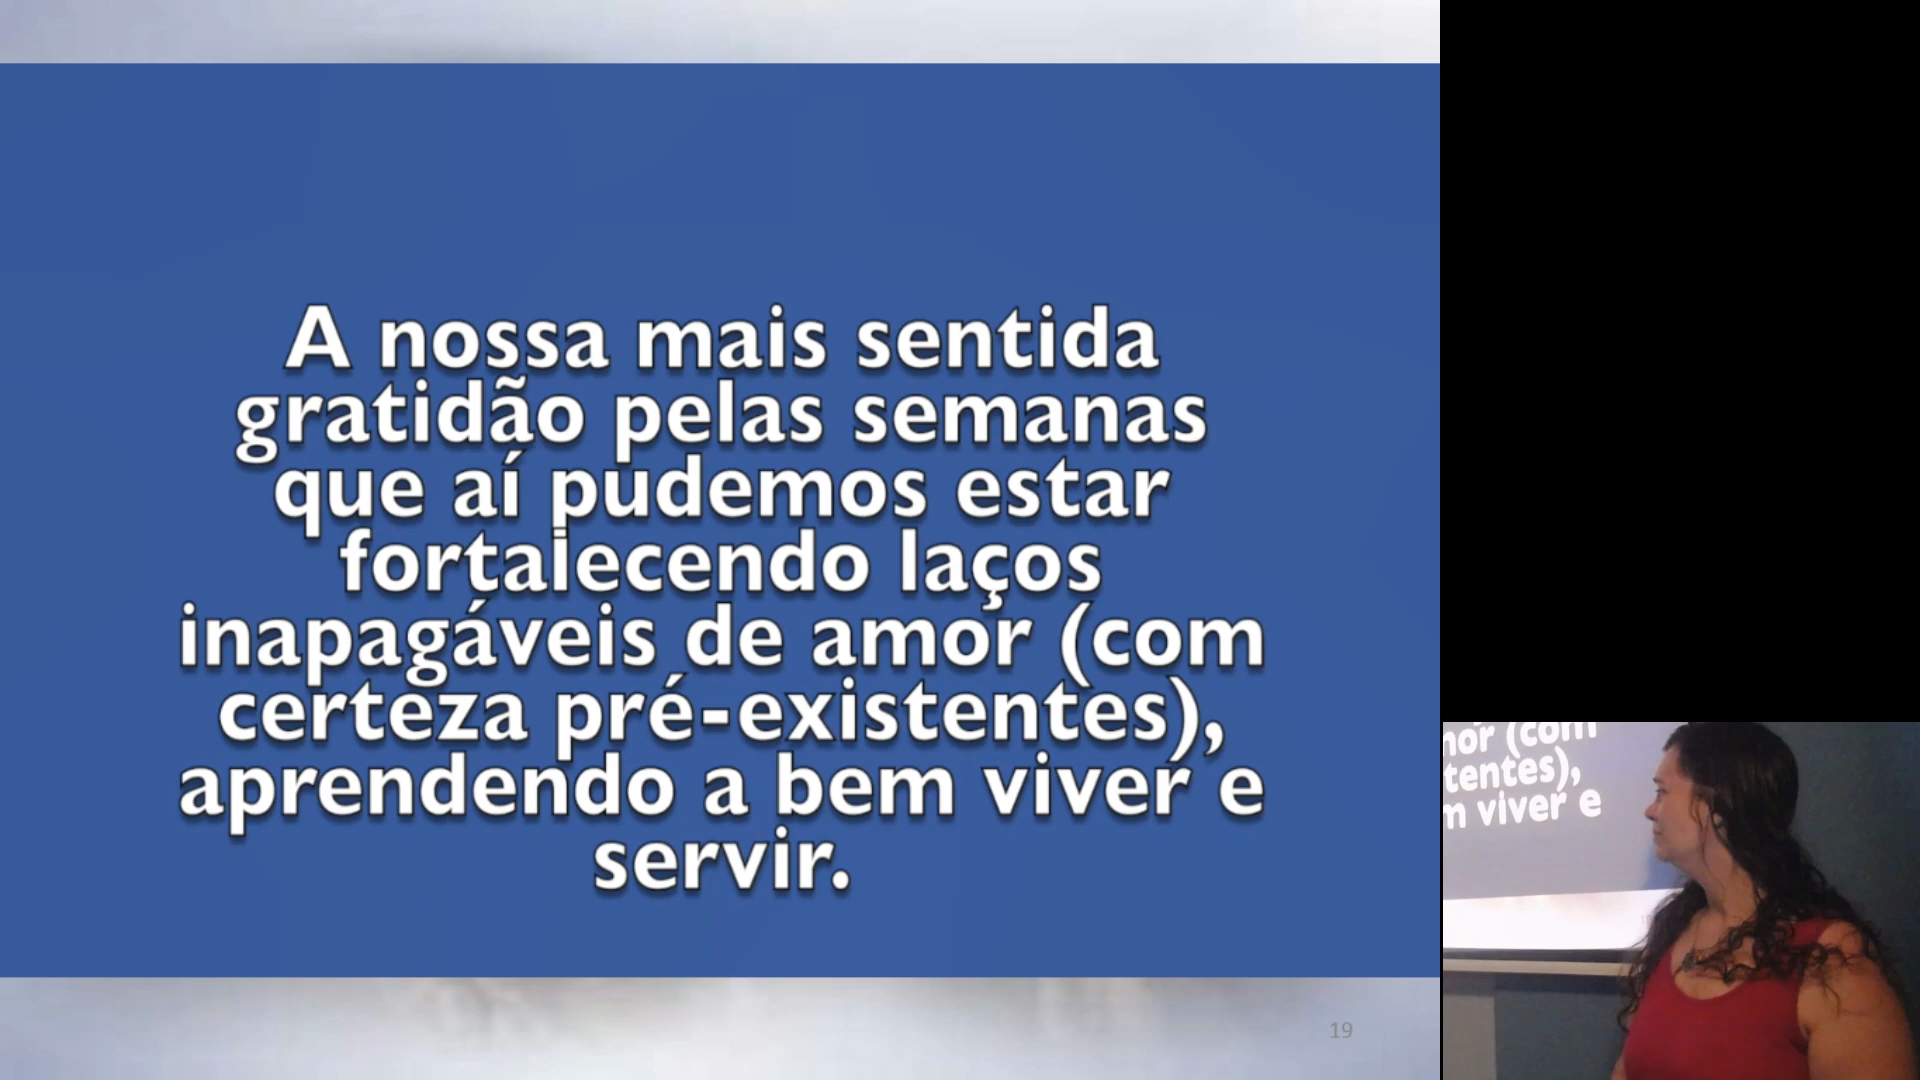 A nossa mais sentida
gratidão pelas semanas
que aí pudemos estar
fortalecendo laços
inapagáveis de amor (com
certeza pré-existentes),
aprendendo a bem viver e
servir.
19
mor (com
tentes),
m viver e